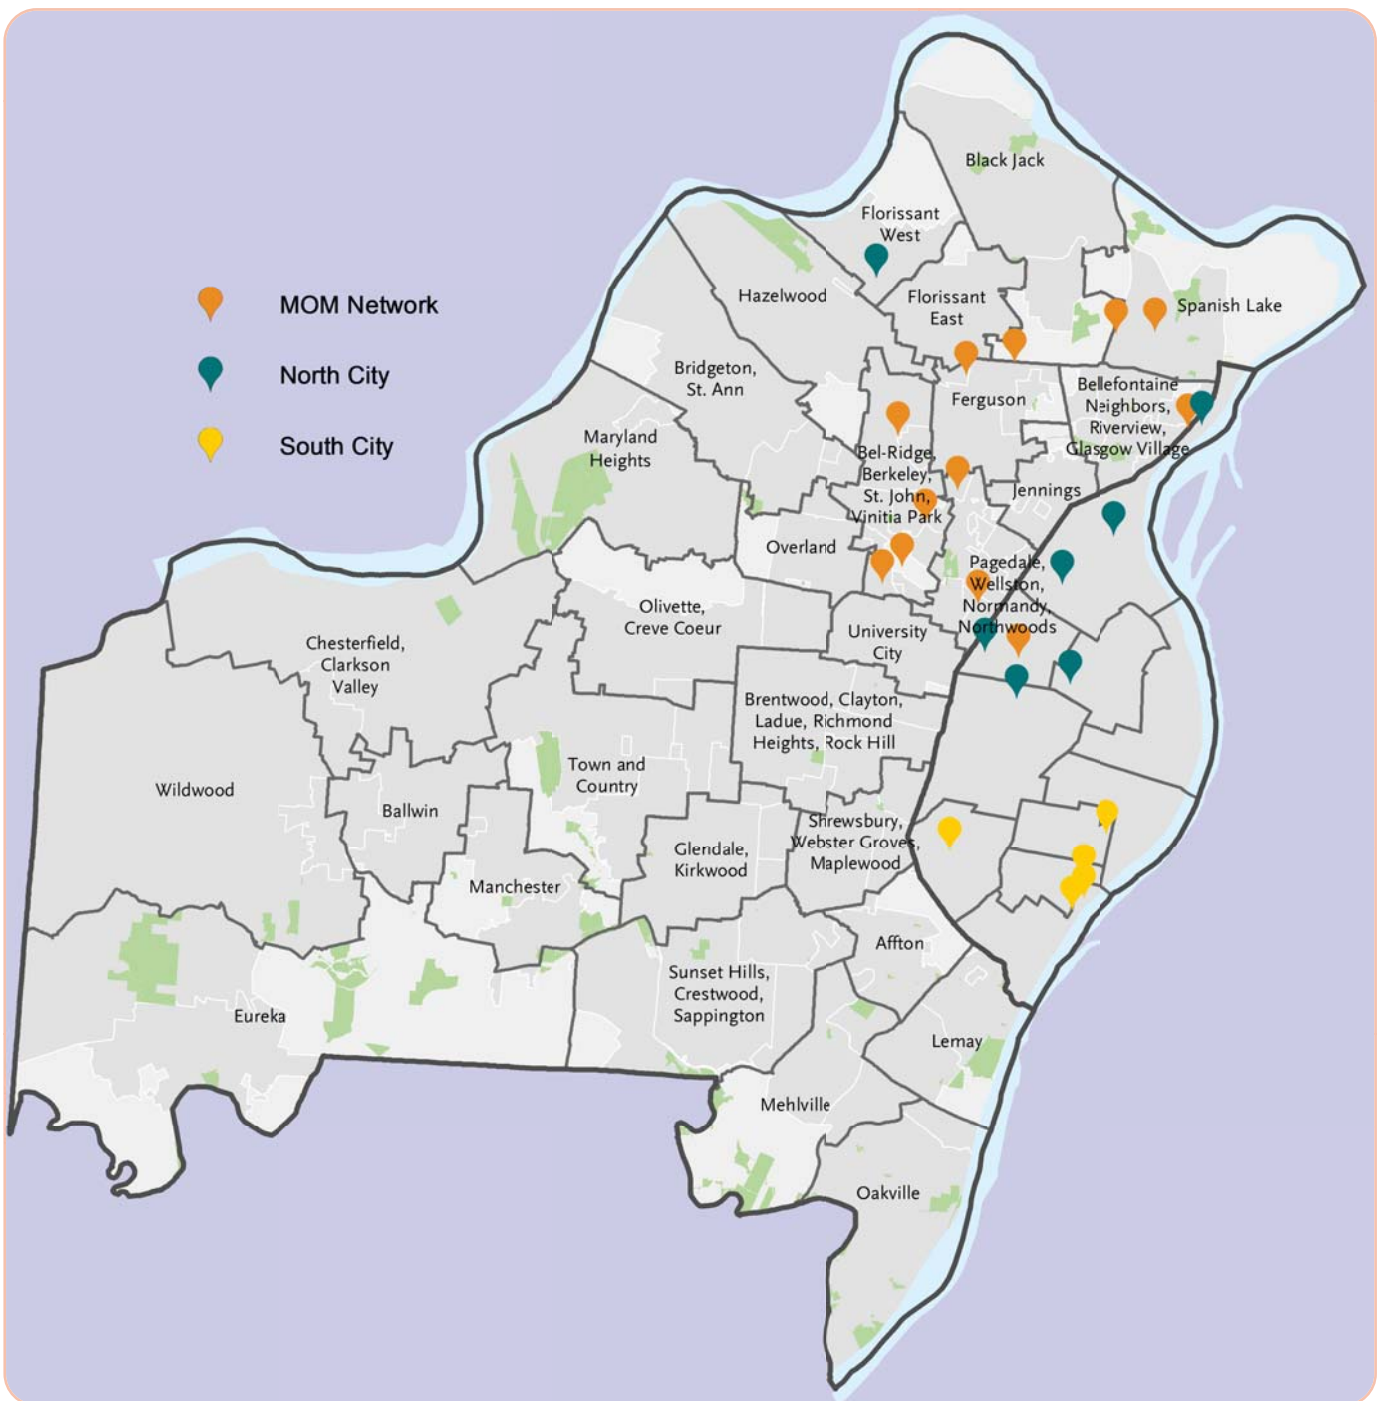 Black Jack
Florissant
West
MOM Network
Hazelwood
Florissant
East
Spanish Lake
North City
Bridgeton,
St. Ann
Ferguson
Bellefontaine
Neighbors,
Riverview,
Glasgow Village
South City
Maryland
Heights
Bel-Ridge,
Berkeley,
St. John,
Vinitia Park
Jennings
Overland
Pagedale,
Wellston,
Normandy,
Northwoods
Olivette,
Creve Coeur
University
City
Chesterfield,
Clarkson
Valley
Brentwood, Clayton,
Ladue, Richmond
Heights, Rock Hill
Town and
Country
Wildwood
Ballwin
Shrewsbury,
Webster Groves,
Maplewood
Glendale,
Kirkwood
Manchester
Affton
Sunset Hills,
Crestwood,
Sappington
Eureka
Lemay
Mehlville
Oakville